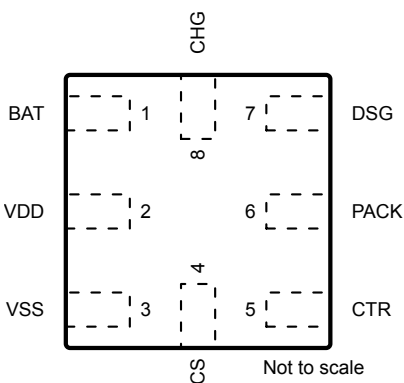 CHG
BAT 1 7 DSG
8
VDD 2 6 PACK
4
VSS 3 5 CTR
CS
Not to scale